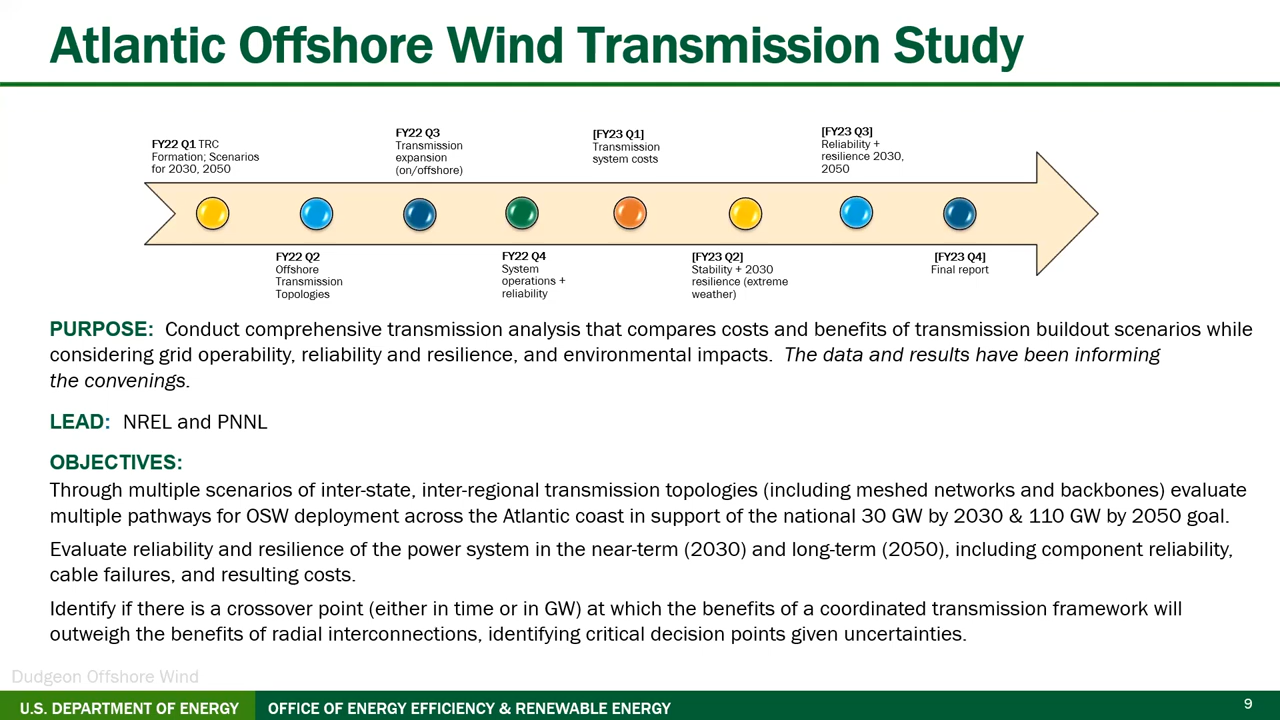 Atlantic Offshore Wind Transmission Study
FY22 Q1 TRC
Formation; Scenarios
for 2030, 2050
FY22 Q3
Transmission
expansion
(on/offshore)
[FY23 Q1]
Transmission
system costs
[FY23 Q3]
Reliability +
resilience 2030,
2050
FY22 Q2
Offshore
Transmission
Topologies
FY22 Q4
System
operations +
reliability
[FY23 Q2]
Stability + 2030
resilience (extreme
weather)
[FY23 Q4]
Final report
PURPOSE: Conduct comprehensive transmission analysis that compares costs and benefits of transmission buildout scenarios while
considering grid operability, reliability and resilience, and environmental impacts. The data and results have been informing
the convenings.
LEAD: NREL and PNNL
OBJECTIVES:
Through multiple scenarios of inter-state, inter-regional transmission topologies (including meshed networks and backbones) evaluate
multiple pathways for OSW deployment across the Atlantic coast in support of the national 30 GW by 2030 & 110 GW by 2050 goal.
Evaluate reliability and resilience of the power system in the near-term (2030) and long-term (2050), including component reliability,
cable failures, and resulting costs.
Identify if there is a crossover point (either in time or in GW) at which the benefits of a coordinated transmission framework will
outweigh the benefits of radial interconnections, identifying critical decision points given uncertainties.
Dudgeon Offshore Wind
U.S. DEPARTMENT OF ENERGY OFFICE OF ENERGY EFFICIENCY & RENEWABLE ENERGY 9